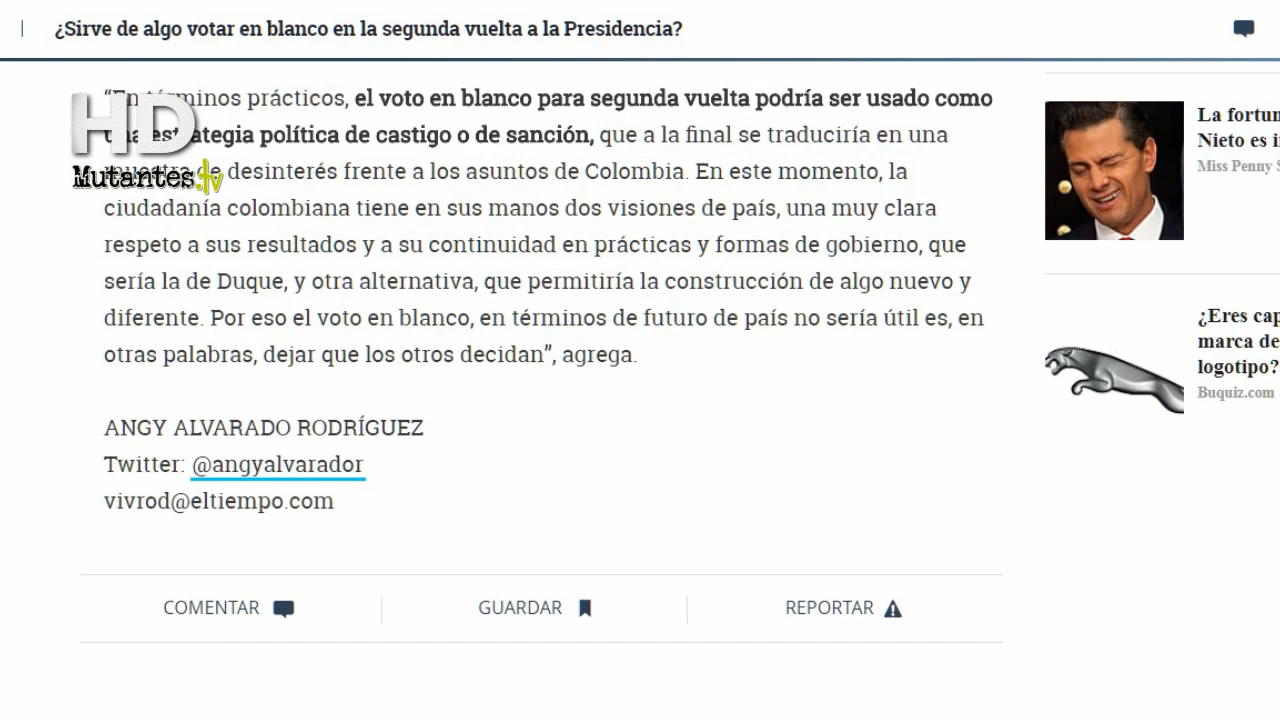 ¿Sirve de algo votar en blanco en la segunda vuelta a la Presidencia?
“En términos prácticos, el voto en blanco para segunda vuelta podría ser usado como
una estrategia política de castigo o de sanción, que a la final se traduciría en una
de desinterés frente a los asuntos de Colombia. En este momento, la
ciudadanía colombiana tiene en sus manos dos visiones de país, una muy clara
respeto a sus resultados y a su continuidad en prácticas y formas de gobierno, que
sería la de Duque, y otra alternativa, que permitiría la construcción de algo nuevo y
diferente. Por eso el voto en blanco, en términos de futuro de país no sería útil es, en
otras palabras, dejar que los otros decidan”, agrega.
HD
Mutantes.tv
ANGY ALVARADO RODRÍGUEZ
Twitter: @angyalvarador
vivrod@eltiempo.com
COMENTAR
GUARDAR
REPORTAR
La
Nieto es
Miss Penny
¿Eres
marca de
logotipo?
Buquiz.com